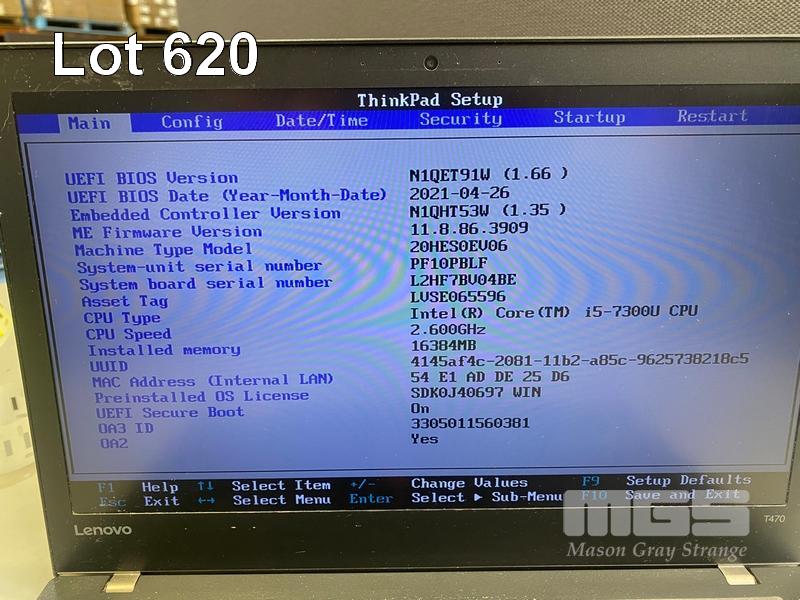 Lot 620
ThinkPad Setup
Main Config Date/Time Security Startup Restart
UEFI BIOS Version N1QET91W (1.66 )
UEFI BIOS Date (Year-Month-Date) 2021-04-26
Embedded Controller Version N1QHT53W (1.35 )
ME Firmware Version 11.8.86.3909
Machine Type Model 20HES0EV06
System-unit serial number PF10PBLF
System board serial number L2HF7BV04BE
Asset Tag LVSE065596
CPU Type Intel(R) Core(TM) i5-7300U CPU
CPU Speed 2.600GHz
Installed memory 16384MB
UUID 4145af4c-2081-11b2-a85c-9625738218c5
MAC Address (Internal LAN) 54 E1 AD DE 25 D6
Preinstalled OS License SDK0J40697 WIN
UEFI Secure Boot On
OA3 ID 3305011560381
OA2 Yes
F1 Help ↑↓ Select Item +/- Change Values F9 Setup Defaults
Esc Exit ←→ Select Menu Enter Select ▶ Sub-Menu F10 Save and Exit
Lenovo
T470
MGS
Mason Gray Strange